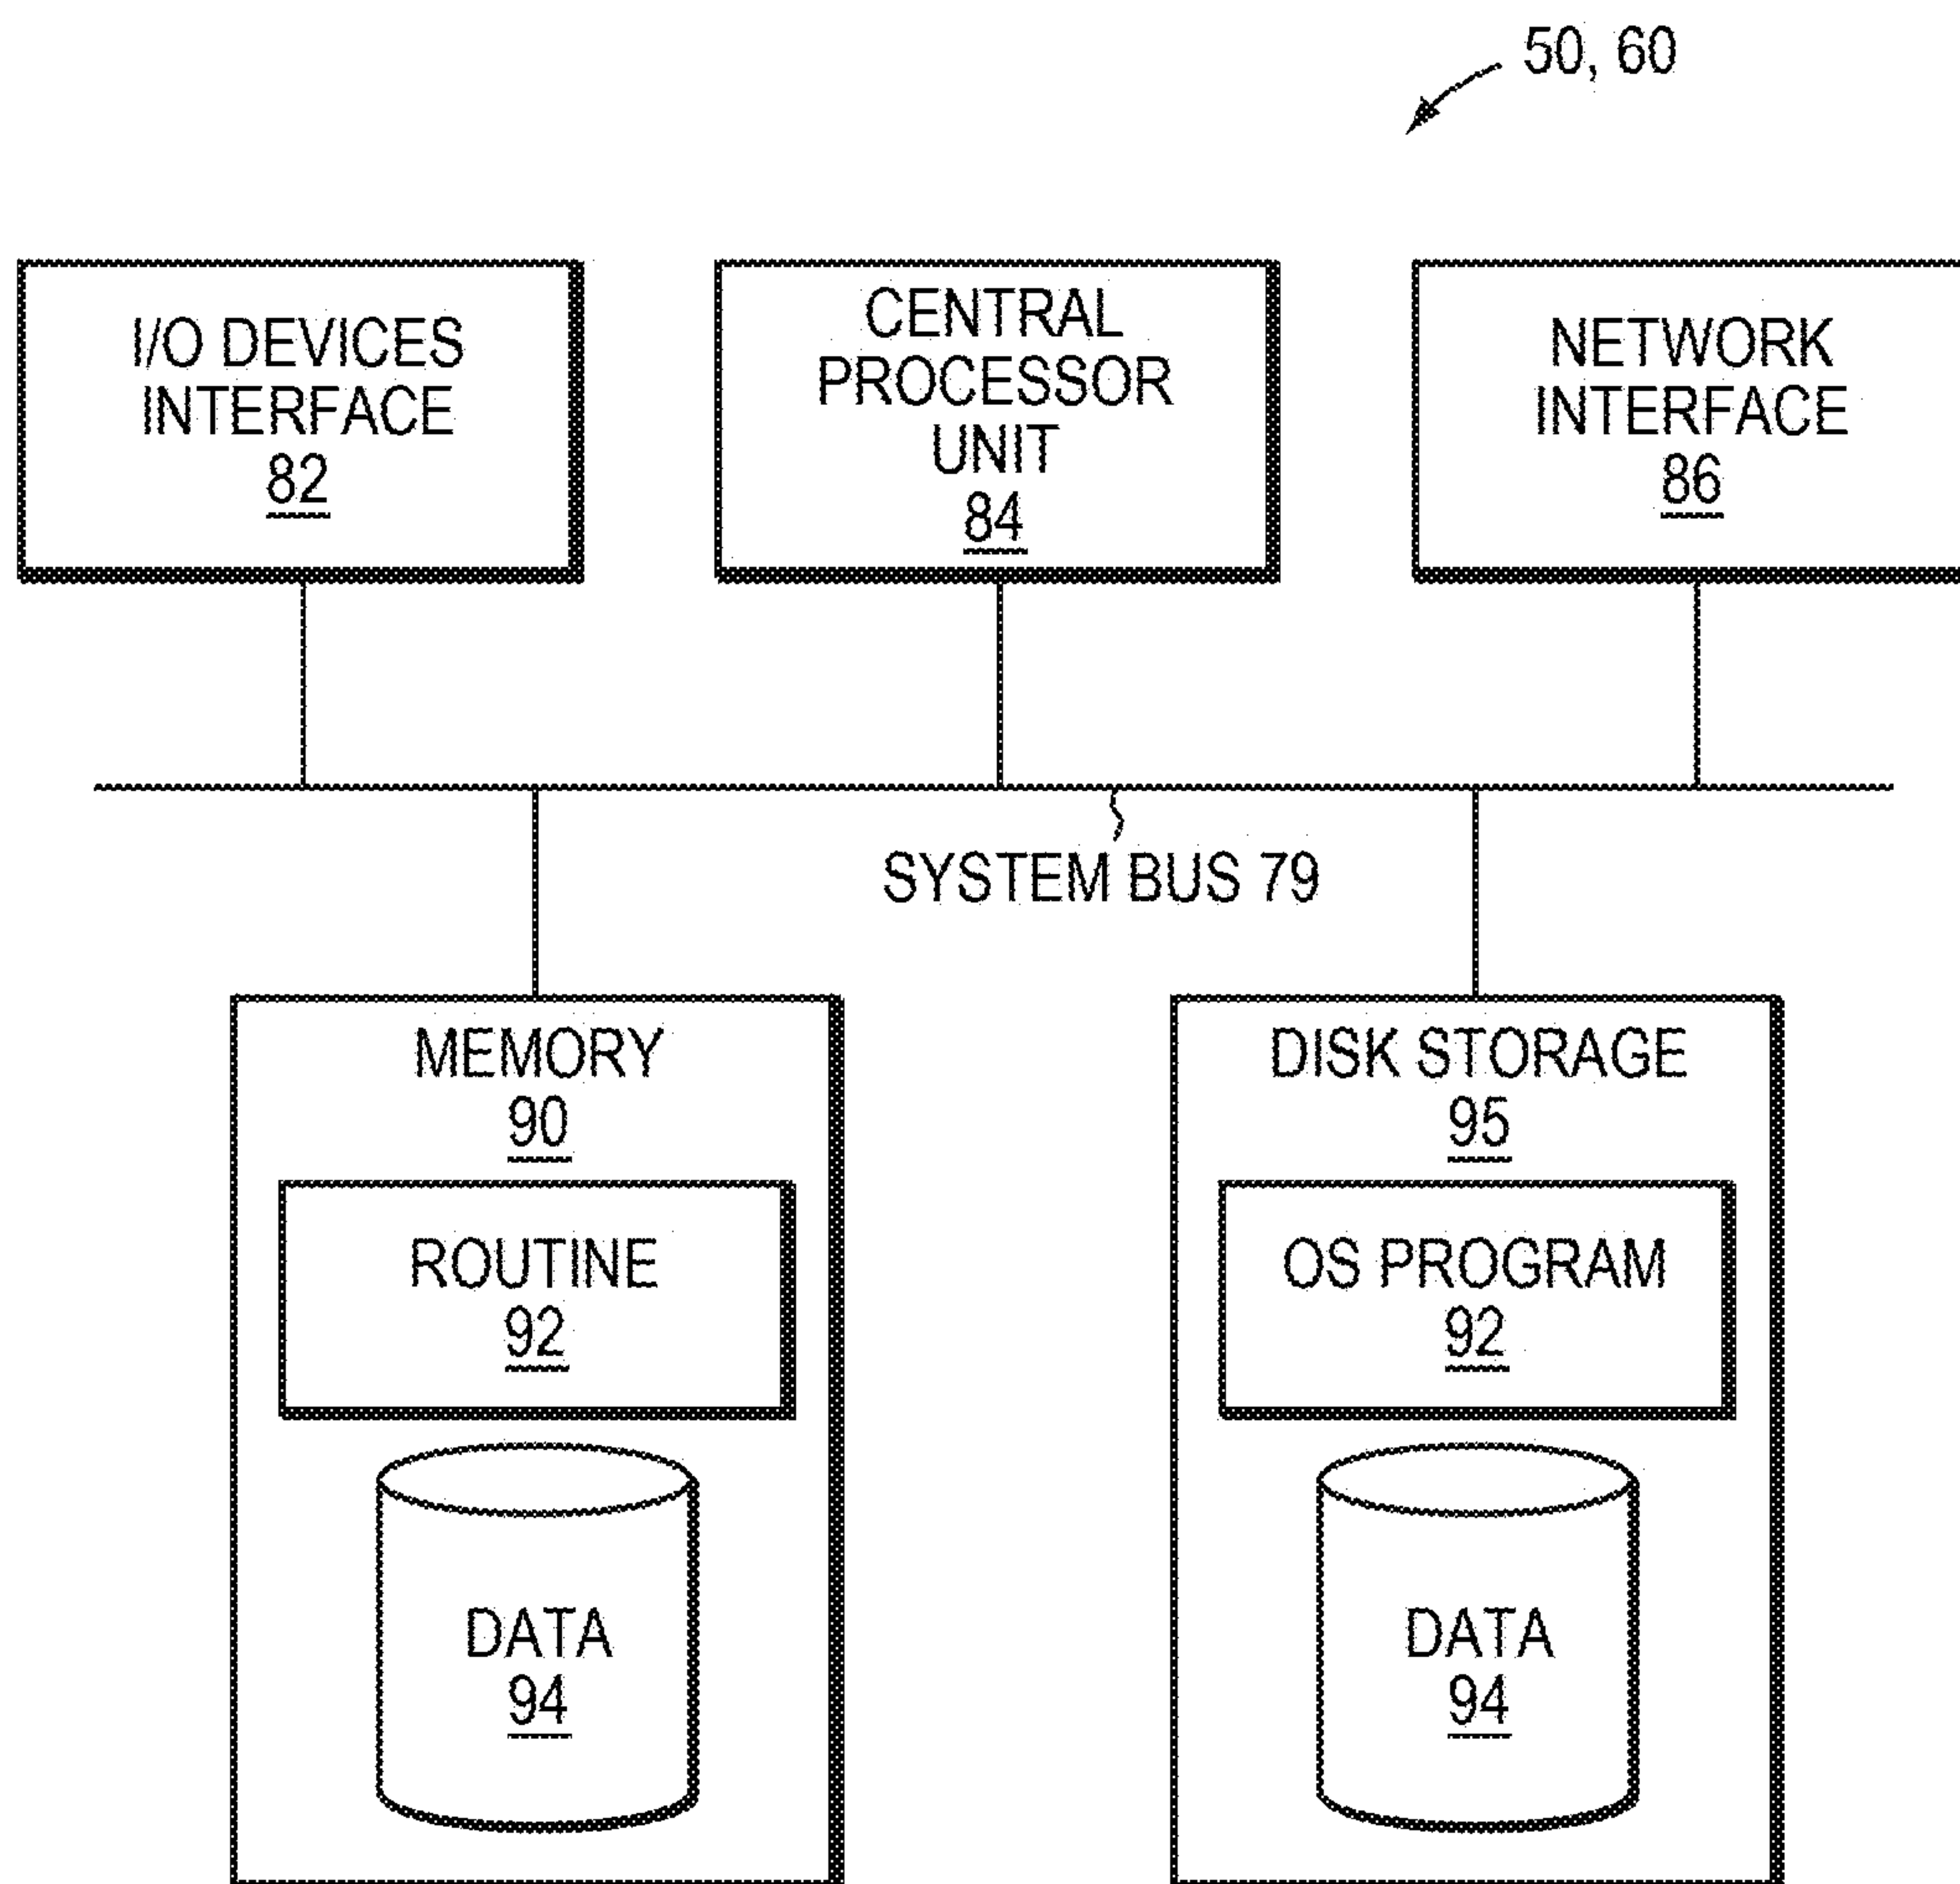 50, 60
I/O DEVICES
INTERFACE
82
CENTRAL
PROCESSOR
UNIT
84
NETWORK
INTERFACE
86
SYSTEM BUS 79
MEMORY
90
ROUTINE
92
DATA
94
DISK STORAGE
95
OS PROGRAM
92
DATA
94